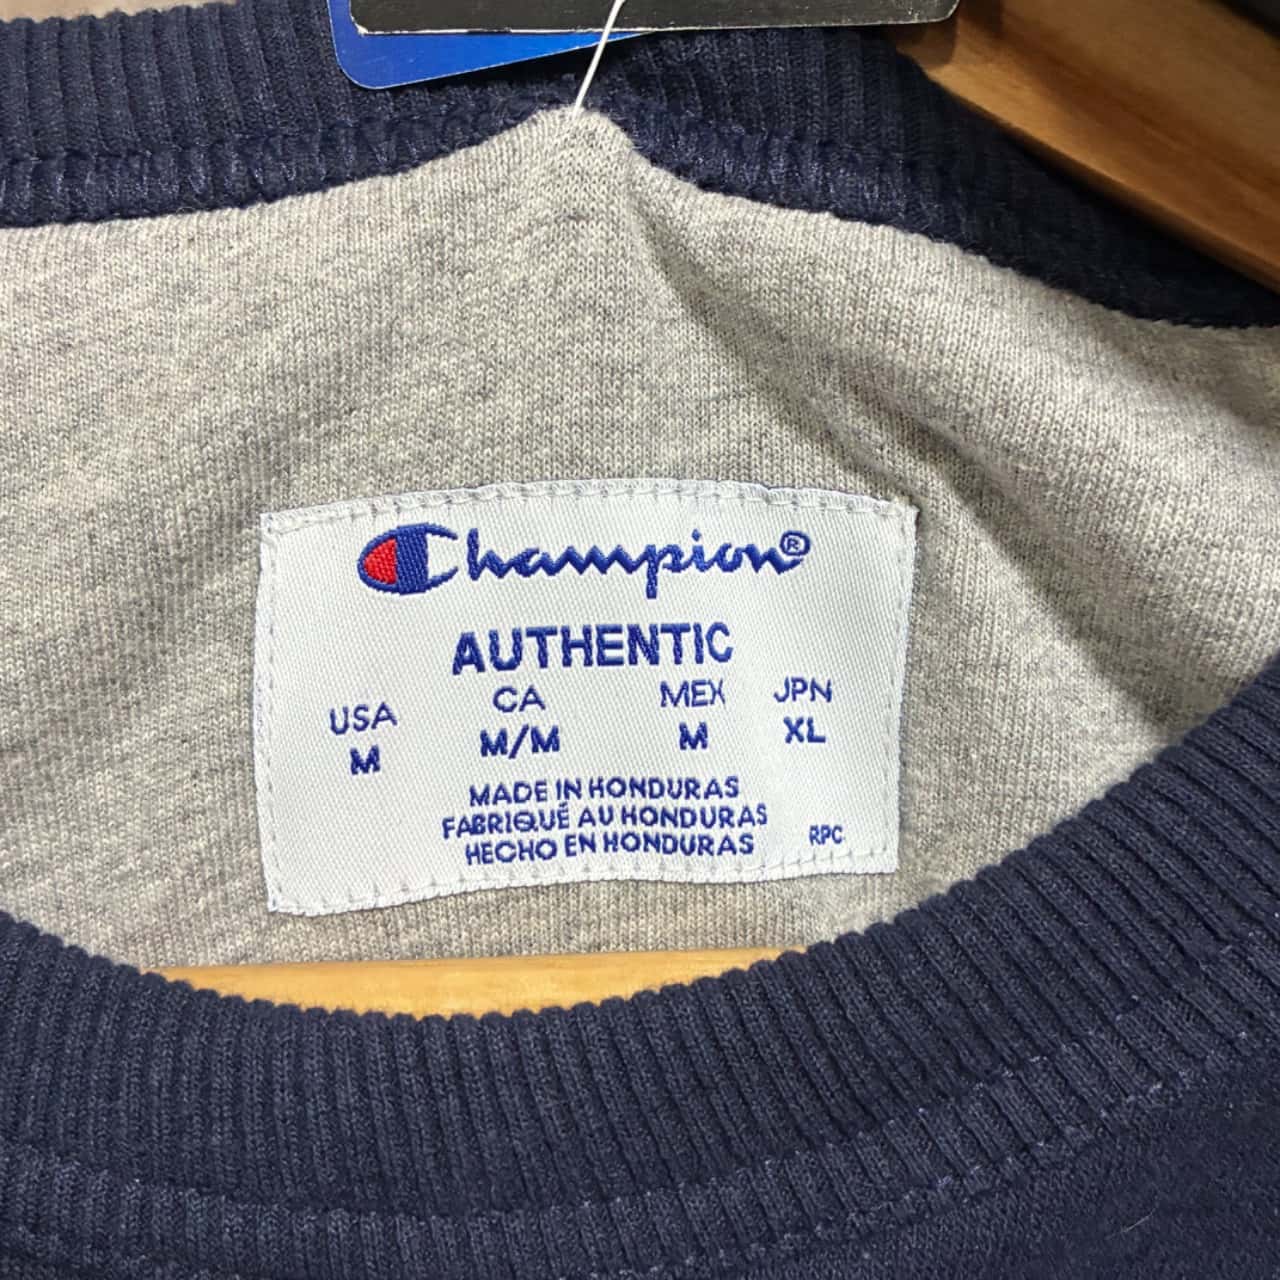 Champion®
AUTHENTIC
USA CA MEX JPN
M M/M M XL
MADE IN HONDURAS
FABRIQUÉ AU HONDURAS
HECHO EN HONDURAS RPC